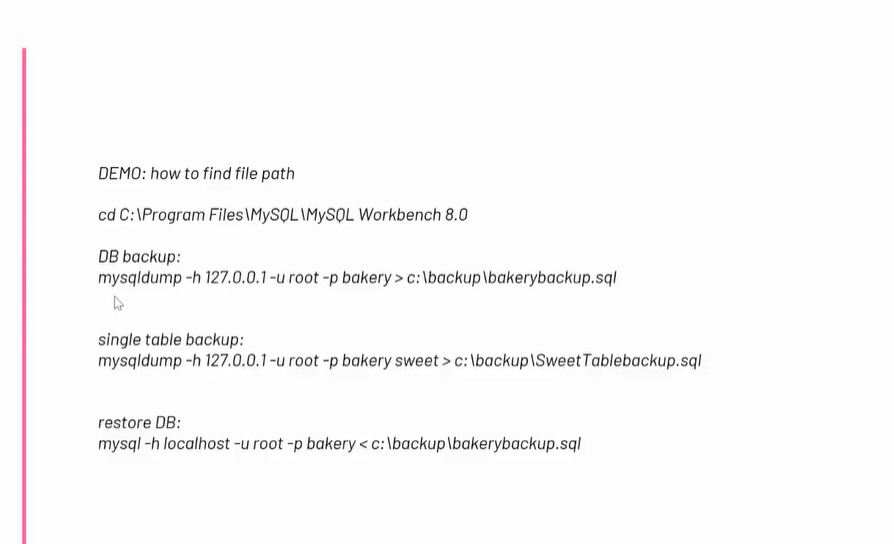 DEMO: how to find file path
cd C:\Program Files\MySQL\MySQL Workbench 8.0
DB backup:
mysqldump -h 127.0.0.1 -u root -p bakery > c:\backup\bakerybackup.sql
single table backup:
mysqldump -h 127.0.0.1 -u root -p bakery sweet > c:\backup\SweetTablebackup.sql
restore DB:
mysql -h localhost -u root -p bakery < c:\backup\bakerybackup.sql